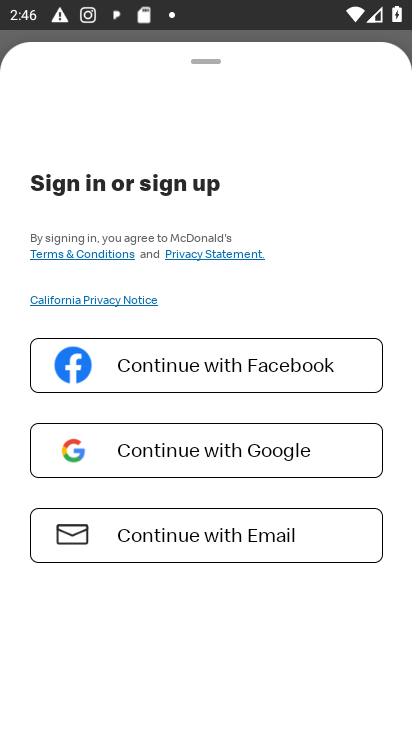 2:46
Sign in or sign up
By signing in, you agree to McDonald's
Terms & Conditions and Privacy Statement.
California Privacy Notice
Continue with Facebook
Continue with Google
Continue with Email